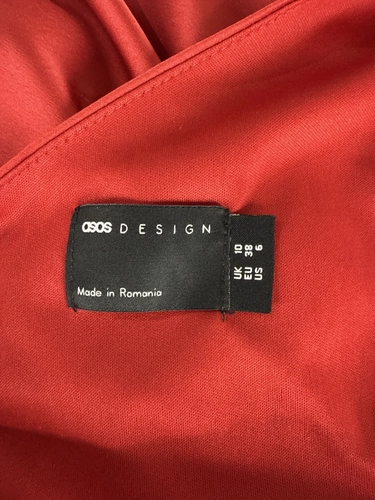 asos DESIGN
Made in Romania
UK 10
EU 38
US 6